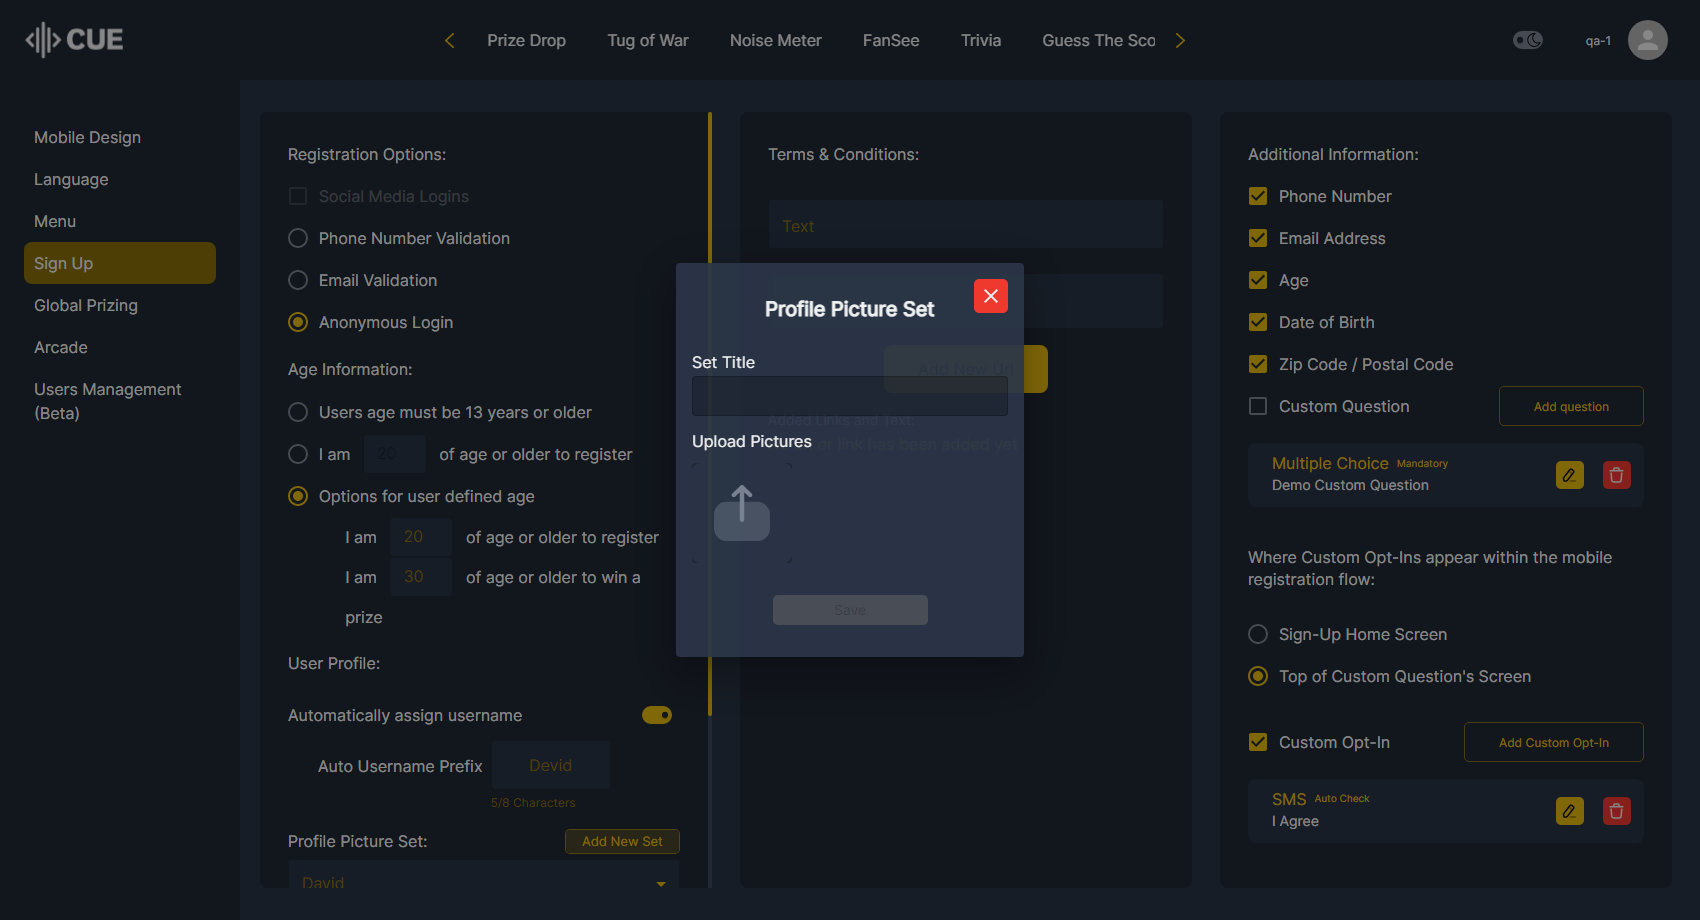 CUE
Prize Drop
Tug of War
Noise Meter
FanSee
Trivia
Guess The Sco
qa-1
Mobile Design
Language
Menu
Sign Up
Global Prizing
Arcade
Users Management
(Beta)
Registration Options:
Social Media Logins
Phone Number Validation
Email Validation
Anonymous Login
Age Information:
Users age must be 13 years or older
I am 20 of age or older to register
Options for user defined age
I am 20 of age or older to register
I am 30 of age or older to win a
prize
User Profile:
Automatically assign username
Auto Username Prefix Devid
5/8 Characters
Profile Picture Set: Add New Set
David
Terms & Conditions:
Text
Add New Url
Added Links and Text:
or link has been added yet
Profile Picture Set
Set Title
Upload Pictures
Save
Additional Information:
Phone Number
Email Address
Age
Date of Birth
Zip Code / Postal Code
Custom Question Add question
Multiple Choice Mandatory
Demo Custom Question
Where Custom Opt-Ins appear within the mobile
registration flow:
Sign-Up Home Screen
Top of Custom Question's Screen
Custom Opt-In Add Custom Opt-In
SMS Auto Check
I Agree